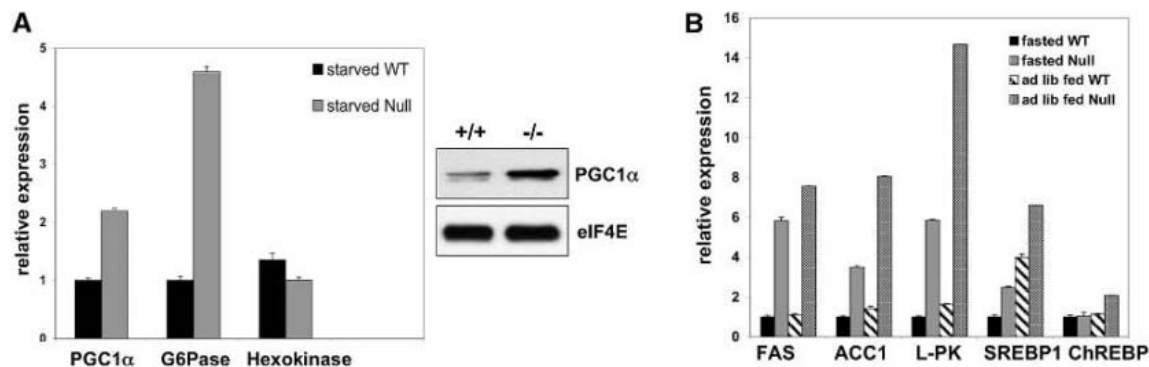 A
relative expression
5
4
3
2
1
0
starved WT
starved Null
PGC1α G6Pase Hexokinase
+/+ -/-
PGC1α
eIF4E
B
relative expression
16
14
12
10
8
6
4
2
0
fasted WT
fasted Null
ad lib fed WT
ad lib fed Null
FAS ACC1 L-PK SREBP1 ChREBP